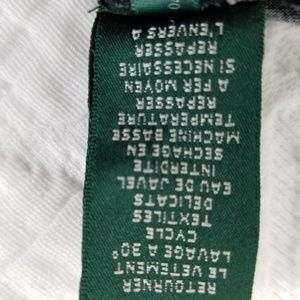 RETOURNER
LE VETEMENT
LAVAGE A 30°
CYCLE
TEXTILES
DELICATS
EAU DE JAVEL
INTERDITE
SECHAGE EN
MACHINE BASSE
TEMPERATURE
REPASSER
A FER MOYEN
SI NECESSAIRE
REPASSER
L'ENVERS A